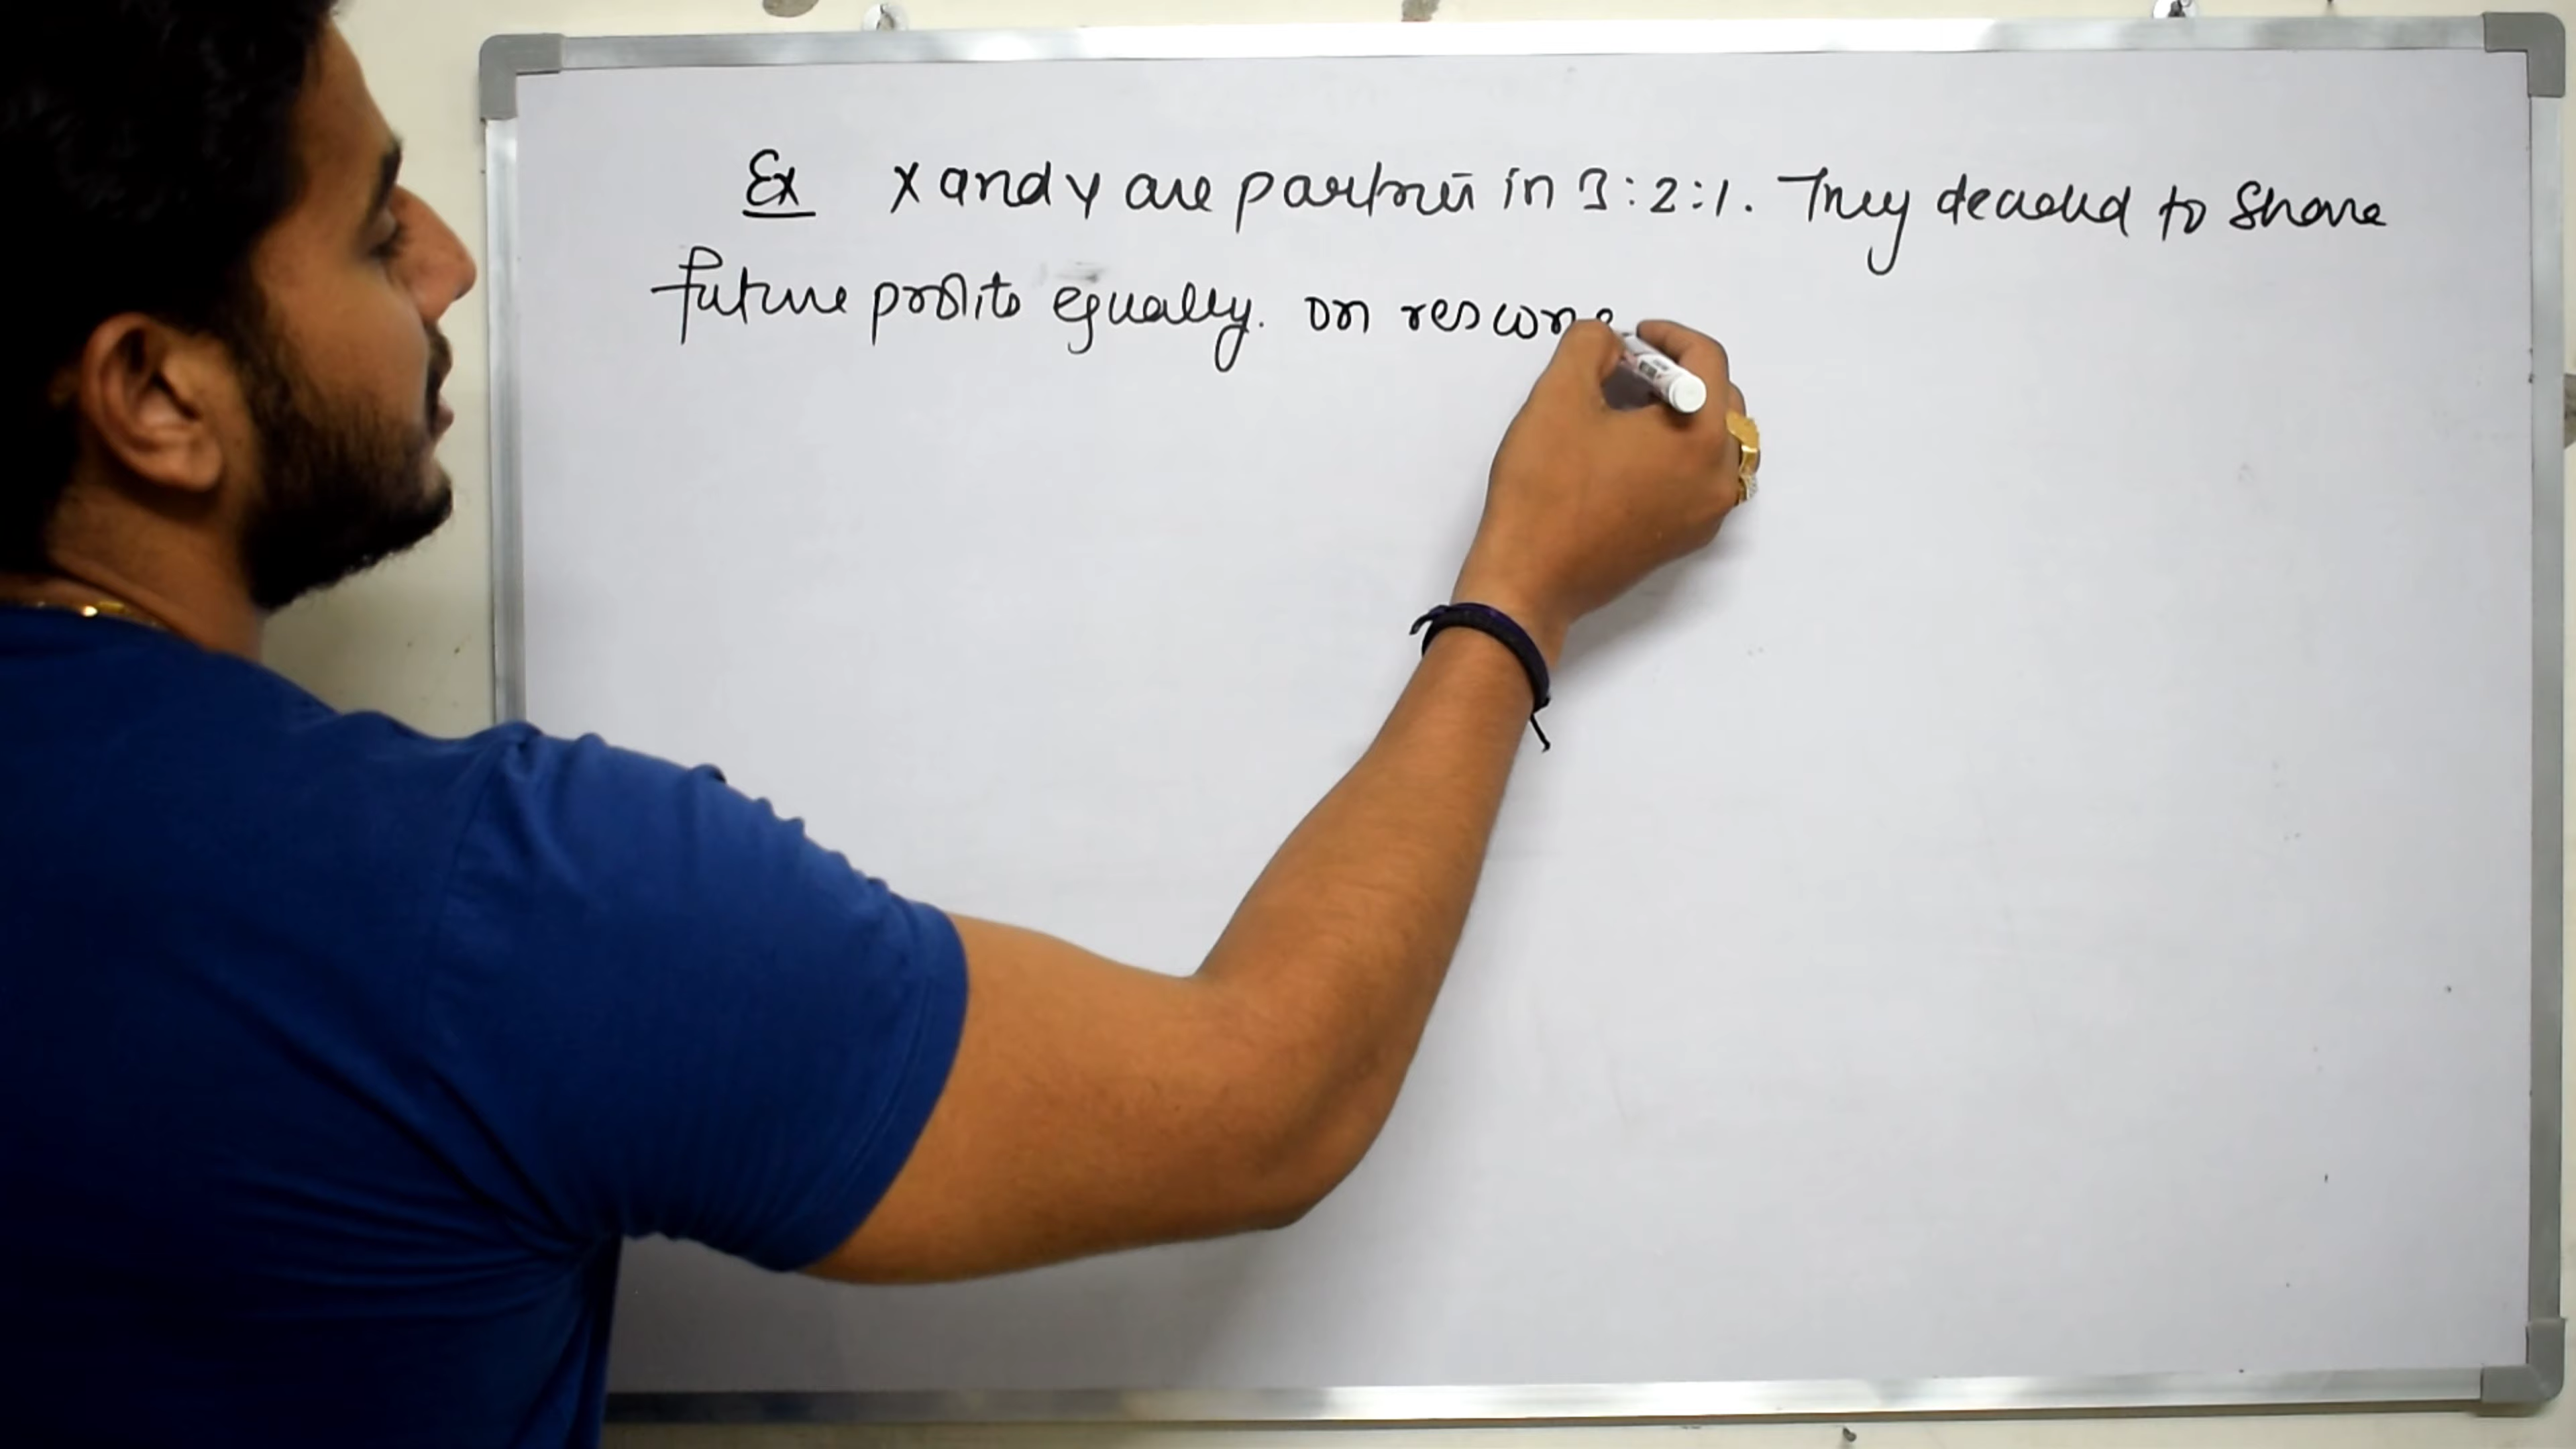 Ex X and Y are partner in 3:2:1. They decided to share
future profits equally. on